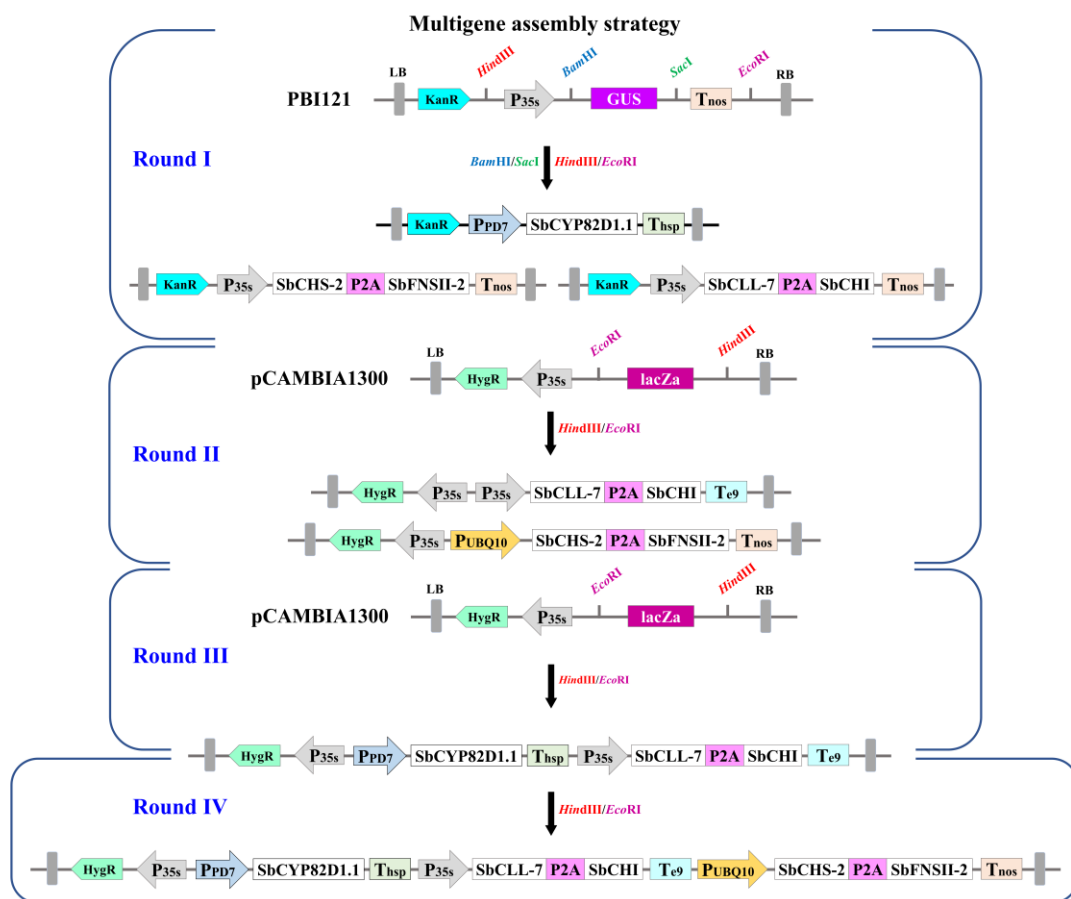 Multigene assembly strategy
HindIII BamHI SacI EcoRI
LB RB
PBI121 KanR P35s GUS Tnos
Round I
BamHI/SacI HindIII/EcoRI
KanR PPD7 SbCYP82D1.1 Thsp
KanR P35s SbCHS-2 P2A SbFNSII-2 Tnos KanR P35s SbCLL-7 P2A SbCHI Tnos
EcoRI HindIII
LB RB
pCAMBIA1300 HygR P35s lacZa
HindIII/EcoRI
Round II
HygR P35s P35s SbCLL-7 P2A SbCHI Te9
HygR P35s PUBQ10 SbCHS-2 P2A SbFNSII-2 Tnos
EcoRI HindIII
LB RB
pCAMBIA1300 HygR P35s lacZa
Round III
HindIII/EcoRI
HygR P35s PPD7 SbCYP82D1.1 Thsp P35s SbCLL-7 P2A SbCHI Te9
Round IV HindIII/EcoRI
HygR P35s PPD7 SbCYP82D1.1 Thsp P35s SbCLL-7 P2A SbCHI Te9 PUBQ10 SbCHS-2 P2A SbFNSII-2 Tnos